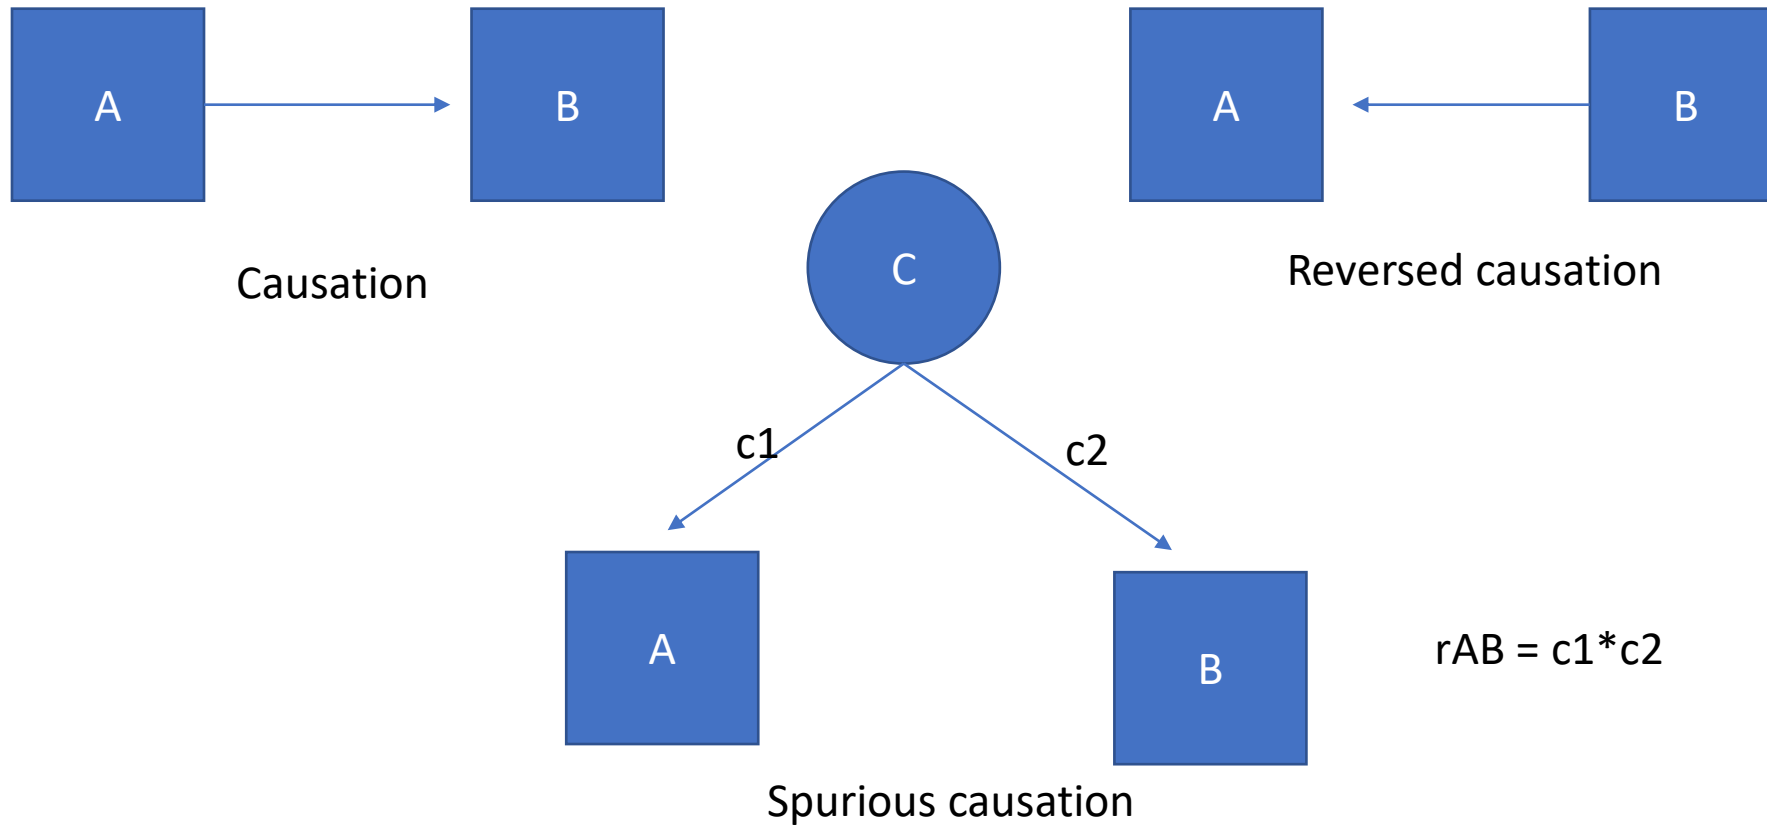 A
B
Causation
A
B
Reversed causation
C
c1
c2
A
B
rAB = c1*c2
Spurious causation